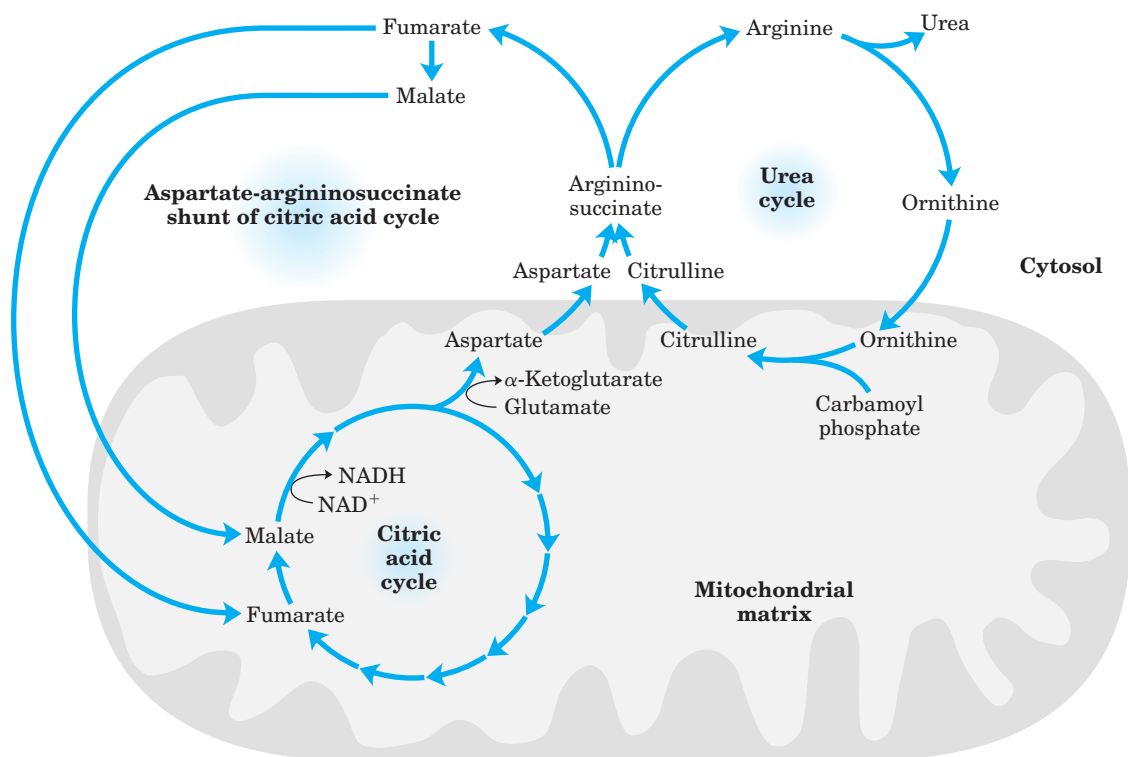 Fumarate
Arginine
Urea
Malate
Aspartate-argininosuccinate
shunt of citric acid cycle
Arginino-
succinate
Urea
cycle
Ornithine
Cytosol
Aspartate
Citrulline
Aspartate
Citrulline
Ornithine
α-Ketoglutarate
Glutamate
Carbamoyl
phosphate
NADH
NAD⁺
Malate
Citric
acid
cycle
Fumarate
Mitochondrial
matrix